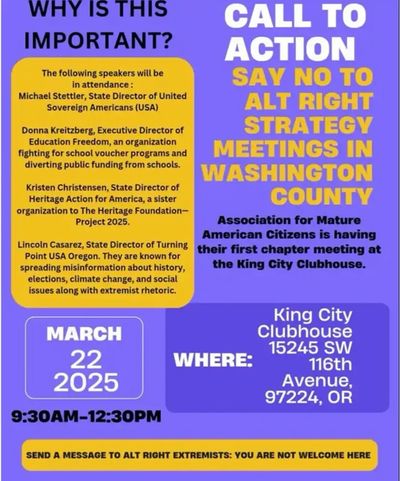 WHY IS THIS
IMPORTANT?
The following speakers will be
in attendance :
Michael Stettler, State Director of United
Sovereign Americans (USA)
Donna Kreitzberg, Executive Director of
Education Freedom, an organization
fighting for school voucher programs and
diverting public funding from schools.
Kristen Christensen, State Director of
Heritage Action for America, a sister
organization to The Heritage Foundation—
Project 2025.
Lincoln Casarez, State Director of Turning
Point USA Oregon. They are known for
spreading misinformation about history,
elections, climate change, and social
issues along with extremist rhetoric.
CALL TO
ACTION
SAY NO TO
ALT RIGHT
STRATEGY
MEETINGS IN
WASHINGTON
COUNTY
Association for Mature
American Citizens is having
their first chapter meeting at
the King City Clubhouse.
MARCH
22
2025
9:30AM-12:30PM
WHERE:
King City
Clubhouse
15245 SW
116th
Avenue,
97224, OR
SEND A MESSAGE TO ALT RIGHT EXTREMISTS: YOU ARE NOT WELCOME HERE